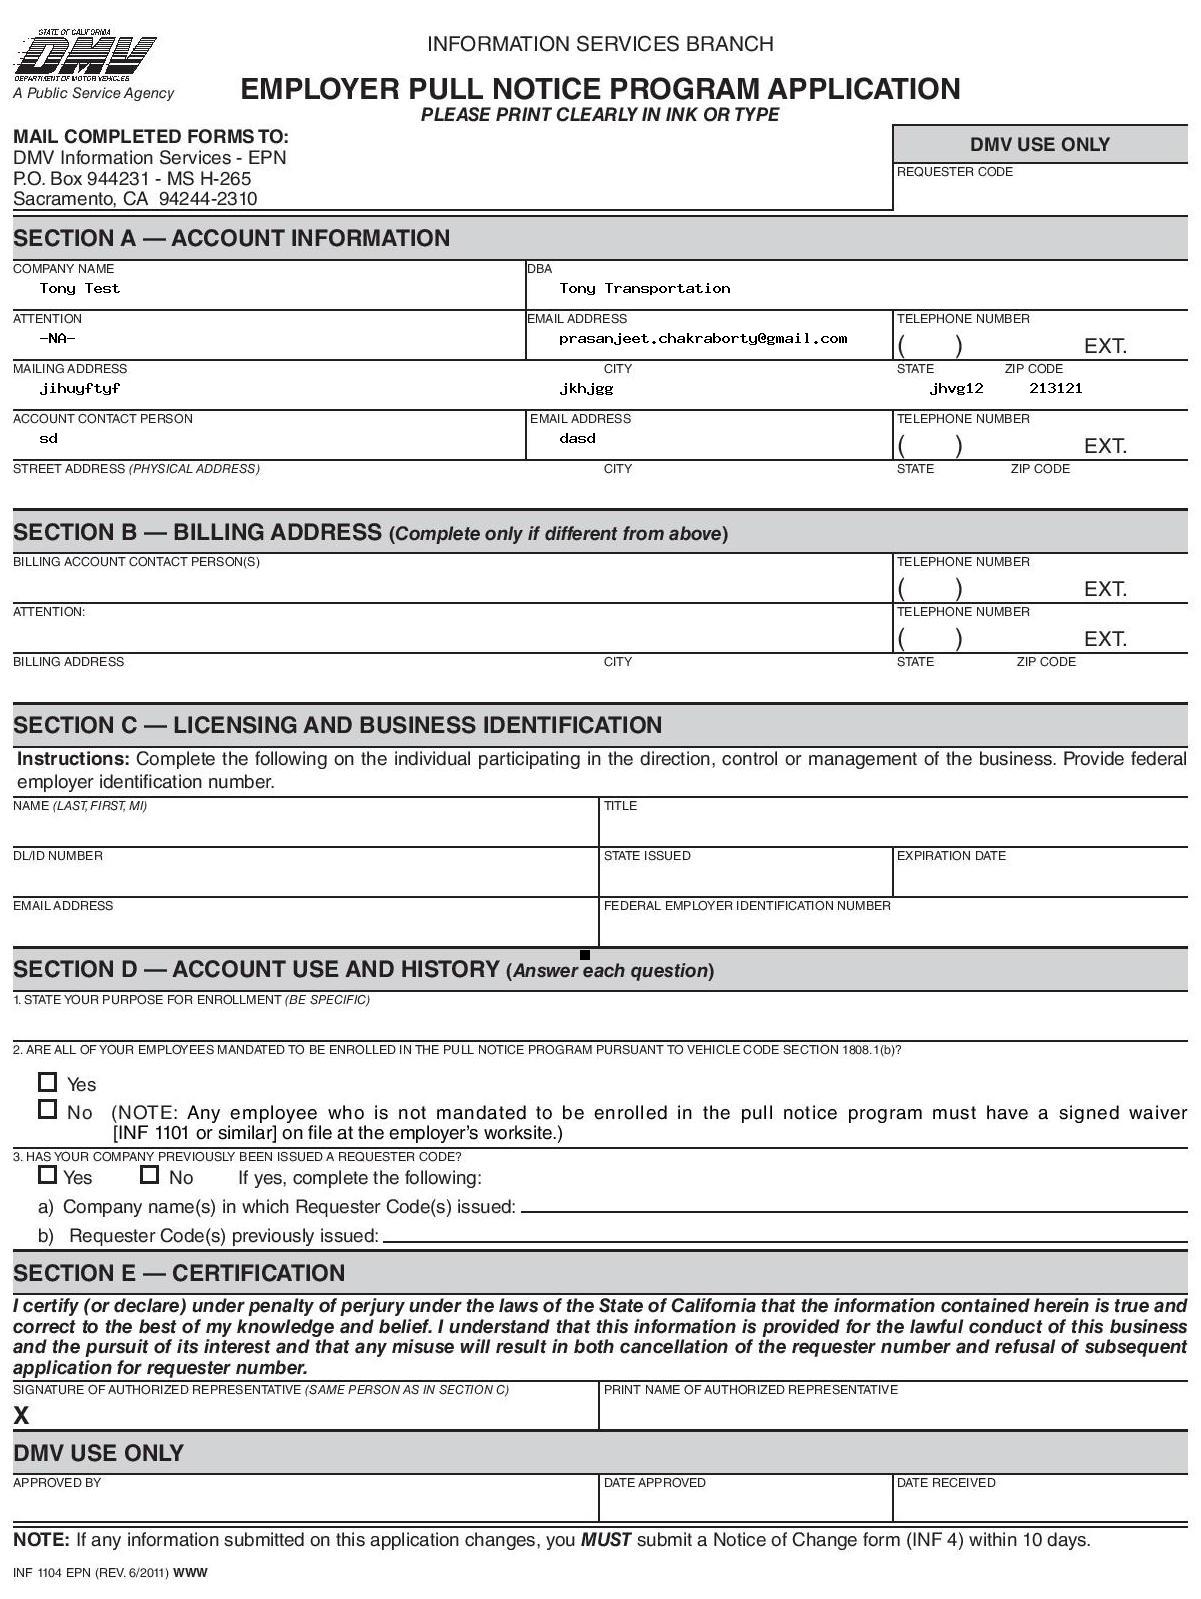 STATE OF CALIFORNIA
DMV
DEPARTMENT OF MOTOR VEHICLES
A Public Service Agency
INFORMATION SERVICES BRANCH
EMPLOYER PULL NOTICE PROGRAM APPLICATION
PLEASE PRINT CLEARLY IN INK OR TYPE
MAIL COMPLETED FORMS TO:
DMV Information Services - EPN
P.O. Box 944231 - MS H-265
Sacramento, CA 94244-2310
DMV USE ONLY
REQUESTER CODE
SECTION A — ACCOUNT INFORMATION
COMPANY NAME DBA
Tony Test Tony Transportation
ATTENTION EMAIL ADDRESS TELEPHONE NUMBER
-NA- prasanjeet.chakraborty@gmail.com ( ) EXT.
MAILING ADDRESS CITY STATE ZIP CODE
jihuyftyf jkhjgg jhvg12 213121
ACCOUNT CONTACT PERSON EMAIL ADDRESS TELEPHONE NUMBER
sd dasd ( ) EXT.
STREET ADDRESS (PHYSICAL ADDRESS) CITY STATE ZIP CODE
SECTION B — BILLING ADDRESS (Complete only if different from above)
BILLING ACCOUNT CONTACT PERSON(S) TELEPHONE NUMBER
( ) EXT.
ATTENTION: TELEPHONE NUMBER
( ) EXT.
BILLING ADDRESS CITY STATE ZIP CODE
SECTION C — LICENSING AND BUSINESS IDENTIFICATION
Instructions: Complete the following on the individual participating in the direction, control or management of the business. Provide federal
employer identification number.
NAME (LAST, FIRST, MI) TITLE
DL/ID NUMBER STATE ISSUED EXPIRATION DATE
EMAIL ADDRESS FEDERAL EMPLOYER IDENTIFICATION NUMBER
SECTION D — ACCOUNT USE AND HISTORY (Answer each question)
1. STATE YOUR PURPOSE FOR ENROLLMENT (BE SPECIFIC)
2. ARE ALL OF YOUR EMPLOYEES MANDATED TO BE ENROLLED IN THE PULL NOTICE PROGRAM PURSUANT TO VEHICLE CODE SECTION 1808.1(b)?
Yes
No (NOTE: Any employee who is not mandated to be enrolled in the pull notice program must have a signed waiver
[INF 1101 or similar] on file at the employer's worksite.)
3. HAS YOUR COMPANY PREVIOUSLY BEEN ISSUED A REQUESTER CODE?
Yes No If yes, complete the following:
a) Company name(s) in which Requester Code(s) issued:
b) Requester Code(s) previously issued:
SECTION E — CERTIFICATION
I certify (or declare) under penalty of perjury under the laws of the State of California that the information contained herein is true and
correct to the best of my knowledge and belief. I understand that this information is provided for the lawful conduct of this business
and the pursuit of its interest and that any misuse will result in both cancellation of the requester number and refusal of subsequent
application for requester number.
SIGNATURE OF AUTHORIZED REPRESENTATIVE (SAME PERSON AS IN SECTION C) PRINT NAME OF AUTHORIZED REPRESENTATIVE
X
DMV USE ONLY
APPROVED BY DATE APPROVED DATE RECEIVED
NOTE: If any information submitted on this application changes, you MUST submit a Notice of Change form (INF 4) within 10 days.
INF 1104 EPN (REV. 6/2011) WWW